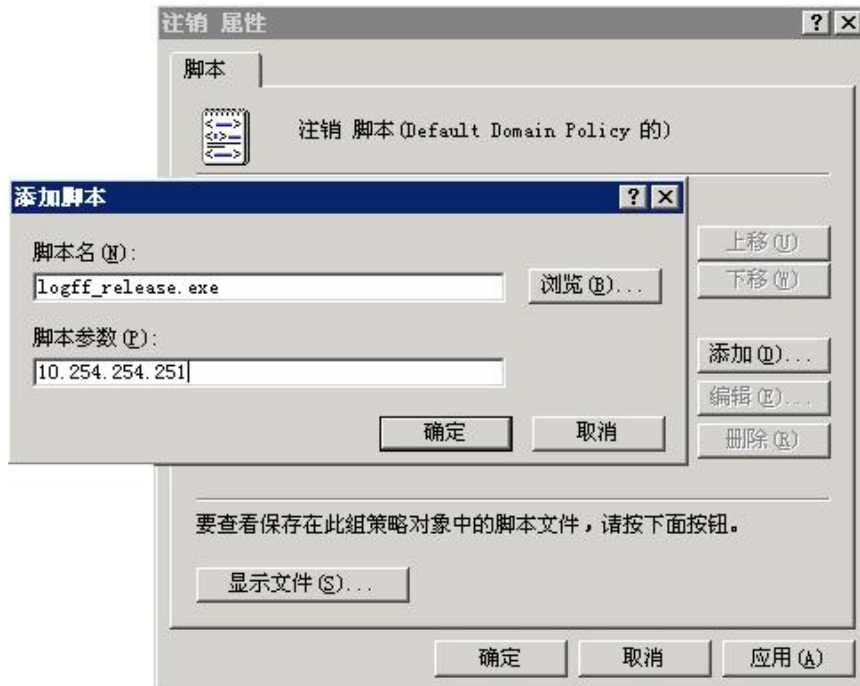 注销 属性
脚本
注销 脚本(Default Domain Policy 的)
添加脚本
脚本名(N):
logff_release.exe
浏览(B)...
脚本参数(P):
10.254.254.251
确定
取消
上移(U)
下移(W)
添加(D)...
编辑(E)...
删除(R)
要查看保存在此组策略对象中的脚本文件，请按下面按钮。
显示文件(S)...
确定
取消
应用(A)